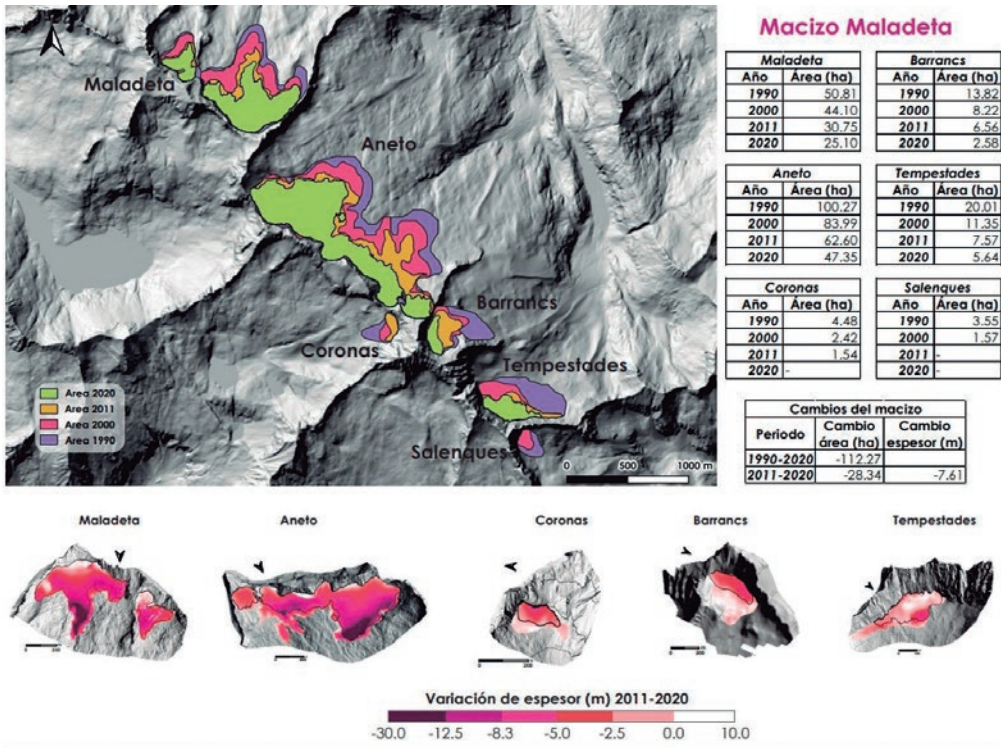 Macizo Maladeta
Maladeta
Aneto
Barrancs
Coronas
Tempestades
Salenques
Area 2020
Area 2011
Area 2000
Area 1990
0 500 1000 m
Maladeta
Año Área (ha)
1990 50.81
2000 44.10
2011 30.75
2020 25.10
Barrancs
Año Área (ha)
1990 13.82
2000 8.22
2011 6.56
2020 2.58
Aneto
Año Área (ha)
1990 100.27
2000 83.99
2011 62.60
2020 47.35
Tempestades
Año Área (ha)
1990 20.01
2000 11.35
2011 7.57
2020 5.64
Coronas
Año Área (ha)
1990 4.48
2000 2.42
2011 1.54
2020 -
Salenques
Año Área (ha)
1990 3.55
2000 1.57
2011 -
2020 -
Cambios del macizo
Periodo Cambio área (ha) Cambio espesor (m)
1990-2020 -112.27
2011-2020 -28.34 -7.61
Maladeta
Aneto
Coronas
Barrancs
Tempestades
Variación de espesor (m) 2011-2020
-30.0 -12.5 -8.3 -5.0 -2.5 0.0 10.0